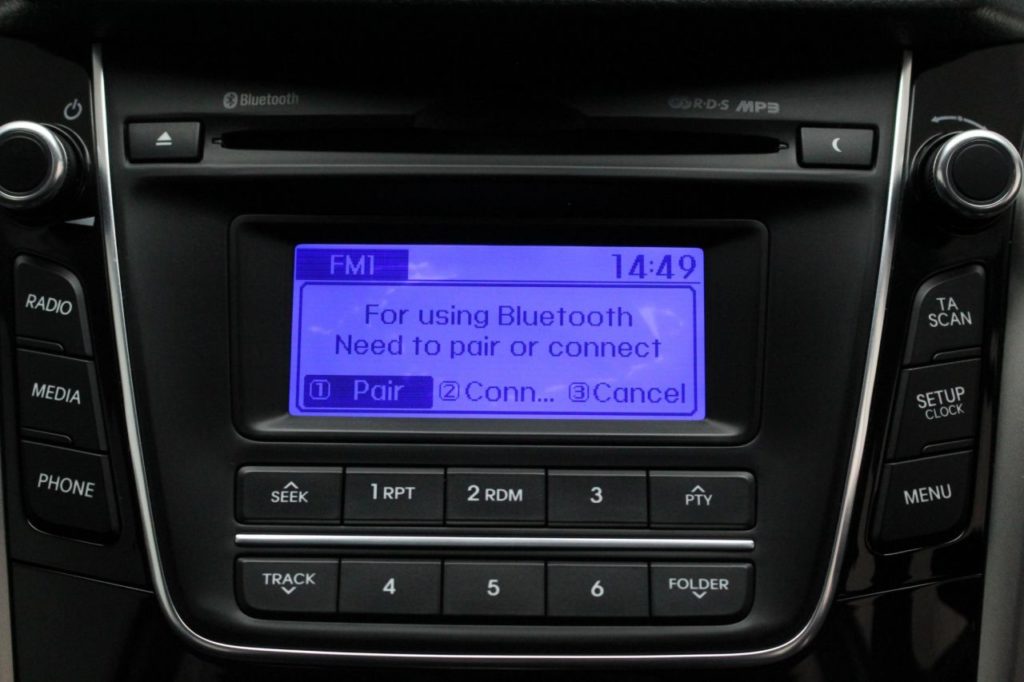 Bluetooth
R·D·S MP3
FM1 14:49
For using Bluetooth
Need to pair or connect
1 Pair 2 Conn... 3 Cancel
RADIO
MEDIA
PHONE
TA
SCAN
SETUP
CLOCK
MENU
SEEK 1 RPT 2 RDM 3 PTY
TRACK 4 5 6 FOLDER